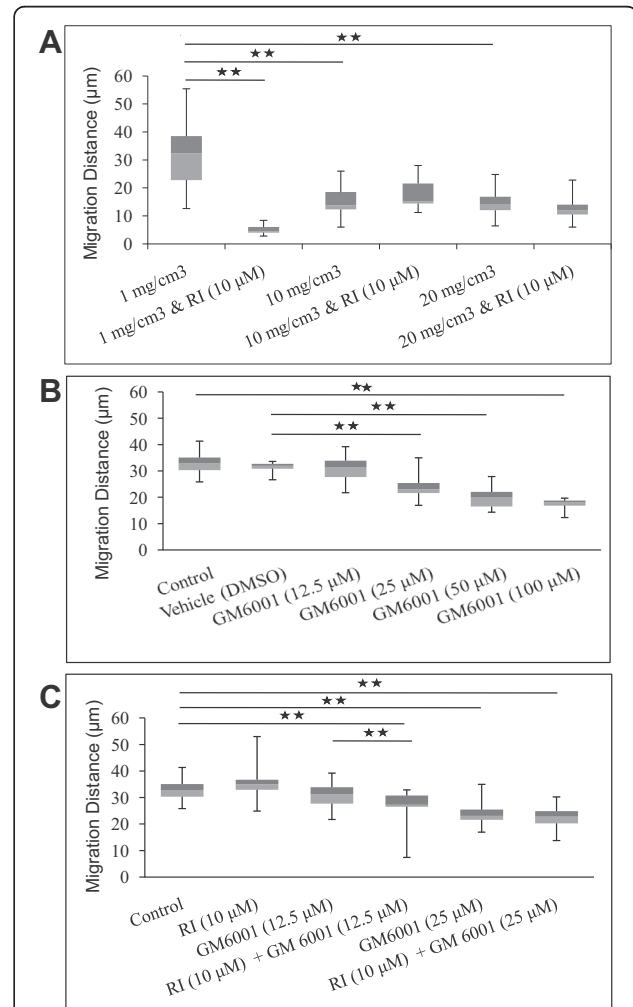 A
★★
★★
★★
Migration Distance (µm)
60
50
40
30
20
10
0
1 mg/cm3
1 mg/cm3 & RI (10 µM)
10 mg/cm3
10 mg/cm3 & RI (10 µM)
20 mg/cm3
20 mg/cm3 & RI (10 µM)
B
★★
★★
★★
Migration Distance (µm)
60
50
40
30
20
10
0
Control
Vehicle (DMSO)
GM6001 (12.5 µM)
GM6001 (25 µM)
GM6001 (50 µM)
GM6001 (100 µM)
C
★★
★★
★★
★★
Migration Distance (µm)
60
50
40
30
20
10
0
Control
RI (10 µM)
GM6001 (12.5 µM)
RI (10 µM) + GM 6001 (12.5 µM)
GM6001 (25 µM)
RI (10 µM) + GM 6001 (25 µM)